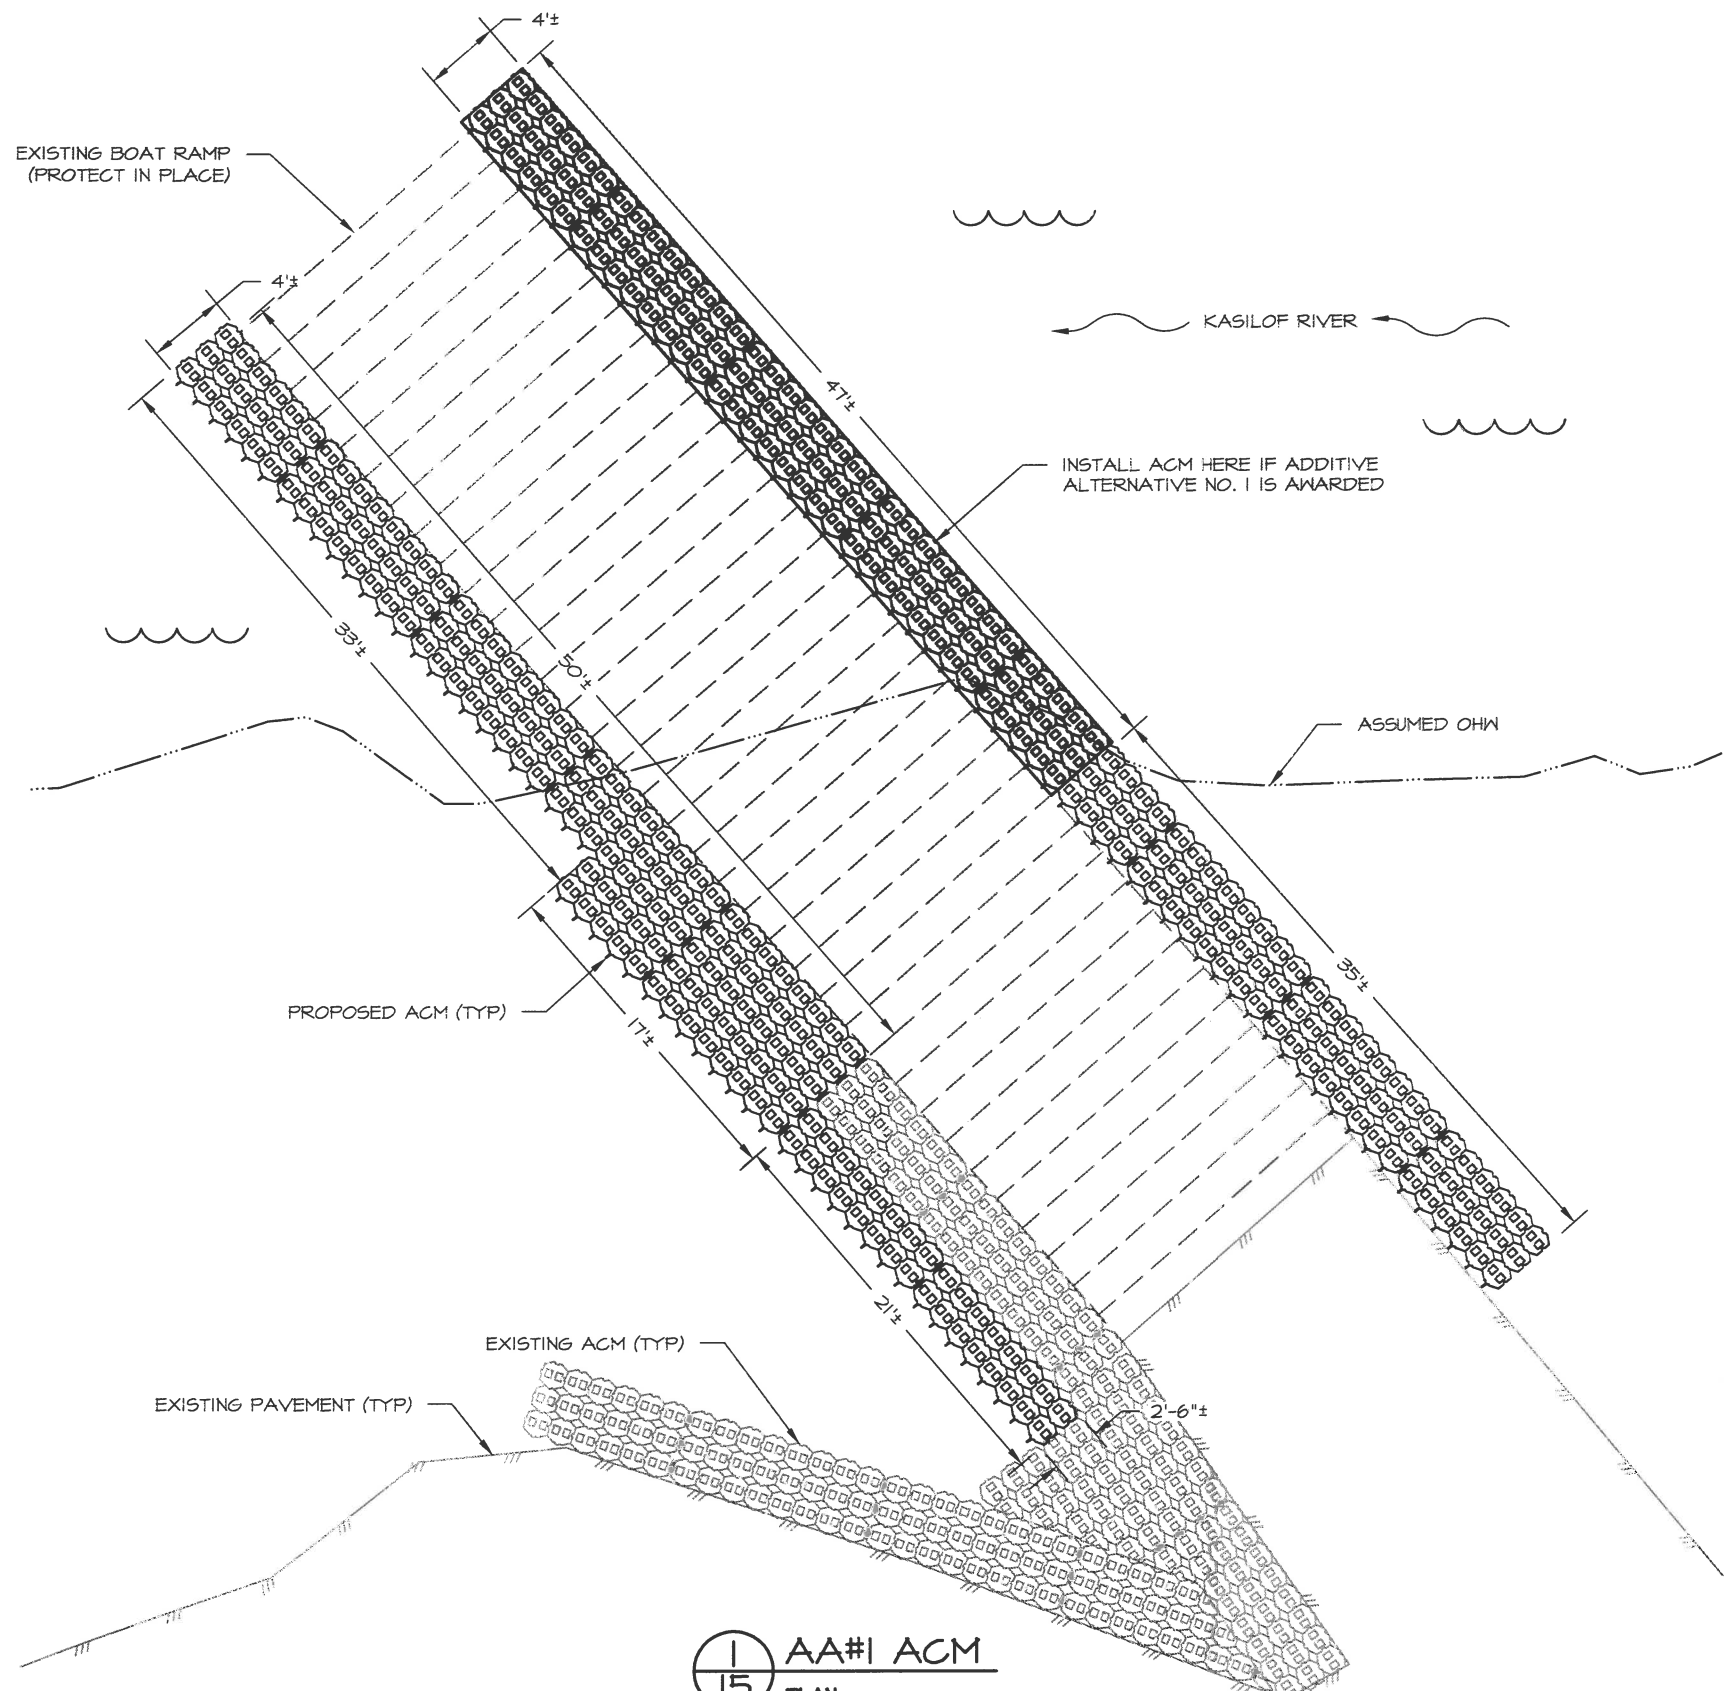 4'±
EXISTING BOAT RAMP
(PROTECT IN PLACE)
4'±
KASILOF RIVER
47'±
INSTALL ACM HERE IF ADDITIVE
ALTERNATIVE NO. 1 IS AWARDED
33'±
50'±
ASSUMED OHW
35'±
PROPOSED ACM (TYP)
17'±
21'±
EXISTING ACM (TYP)
EXISTING PAVEMENT (TYP)
2'-6"±
1
AA#1 ACM
15